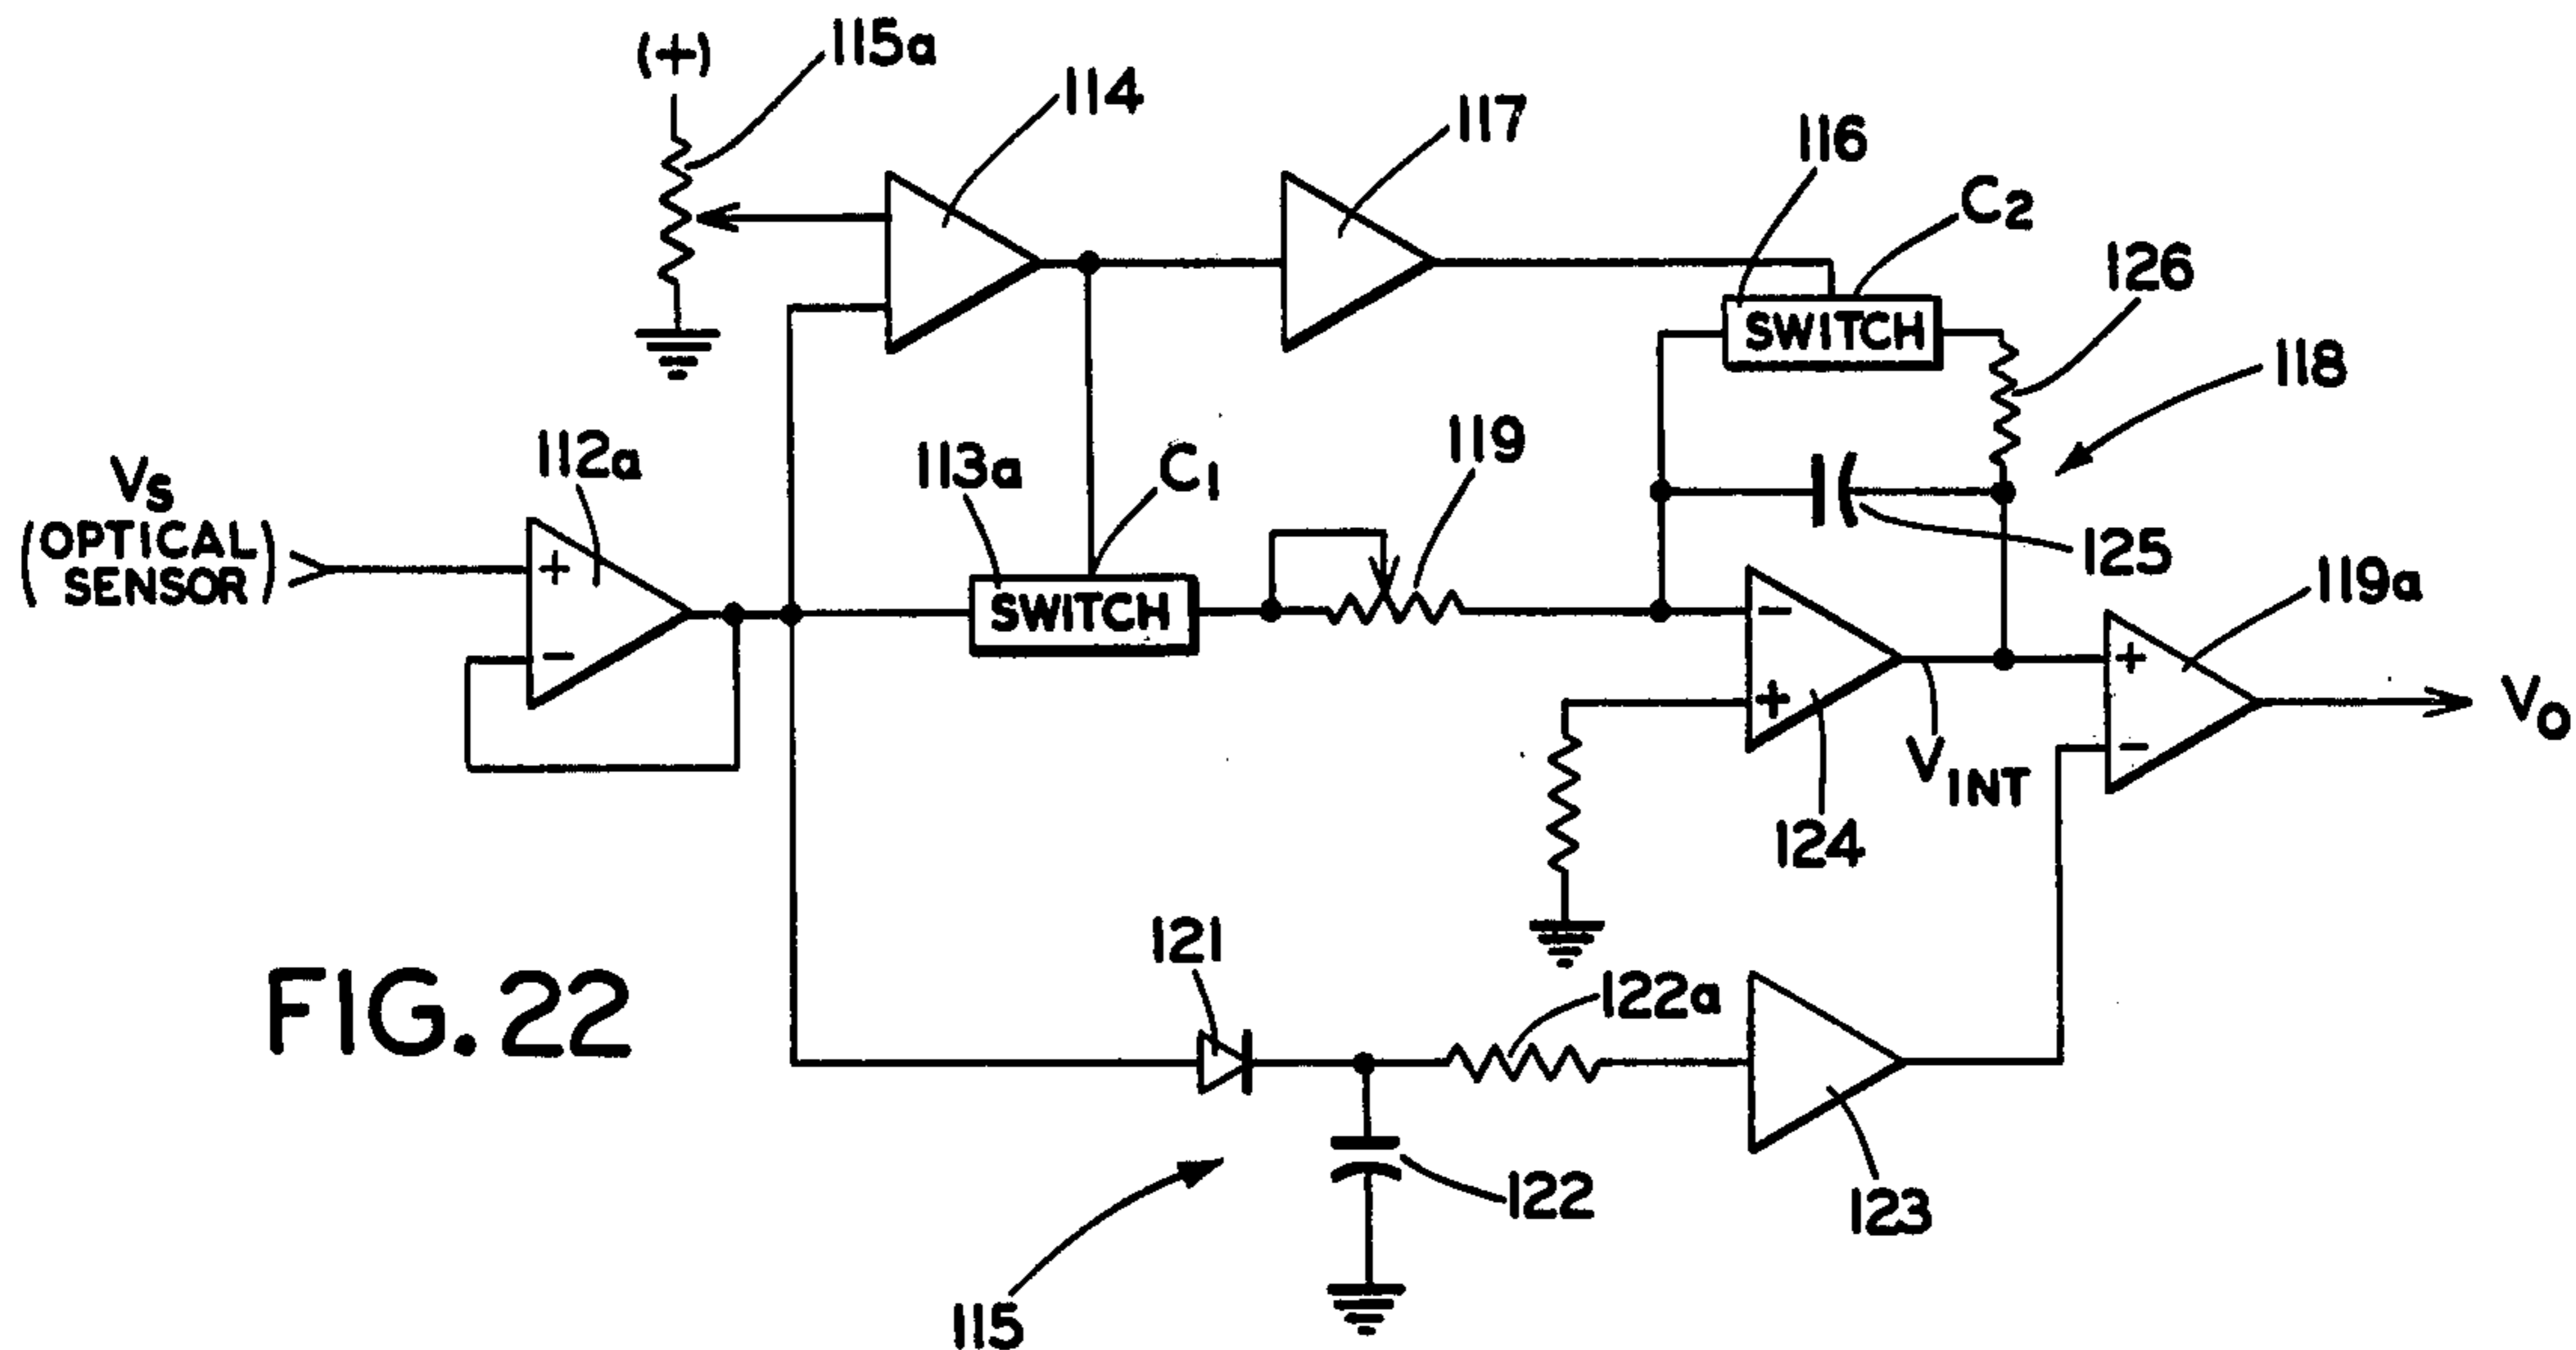 (+)
115a
114
117
116
C2
126
118
VS
(OPTICAL
SENSOR)
112a
113a
C1
119
SWITCH
125
119a
SWITCH
+
-
-
+
+
-
VO
VINT
124
FIG. 22
121
122a
122
123
115